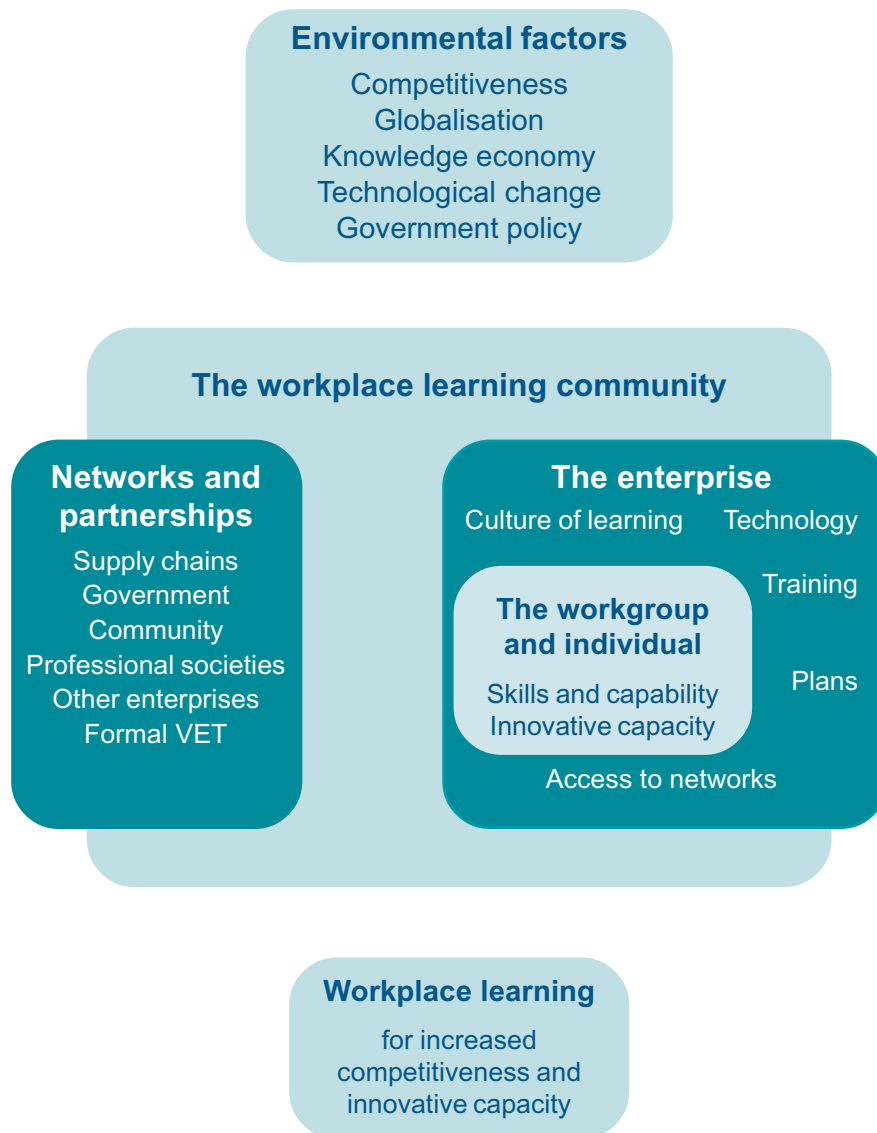 Environmental factors
Competitiveness
Globalisation
Knowledge economy
Technological change
Government policy
The workplace learning community
Networks and
partnerships
Supply chains
Government
Community
Professional societies
Other enterprises
Formal VET
The enterprise
Culture of learning
Technology
Training
Plans
The workgroup
and individual
Skills and capability
Innovative capacity
Access to networks
Workplace learning
for increased
competitiveness and
innovative capacity